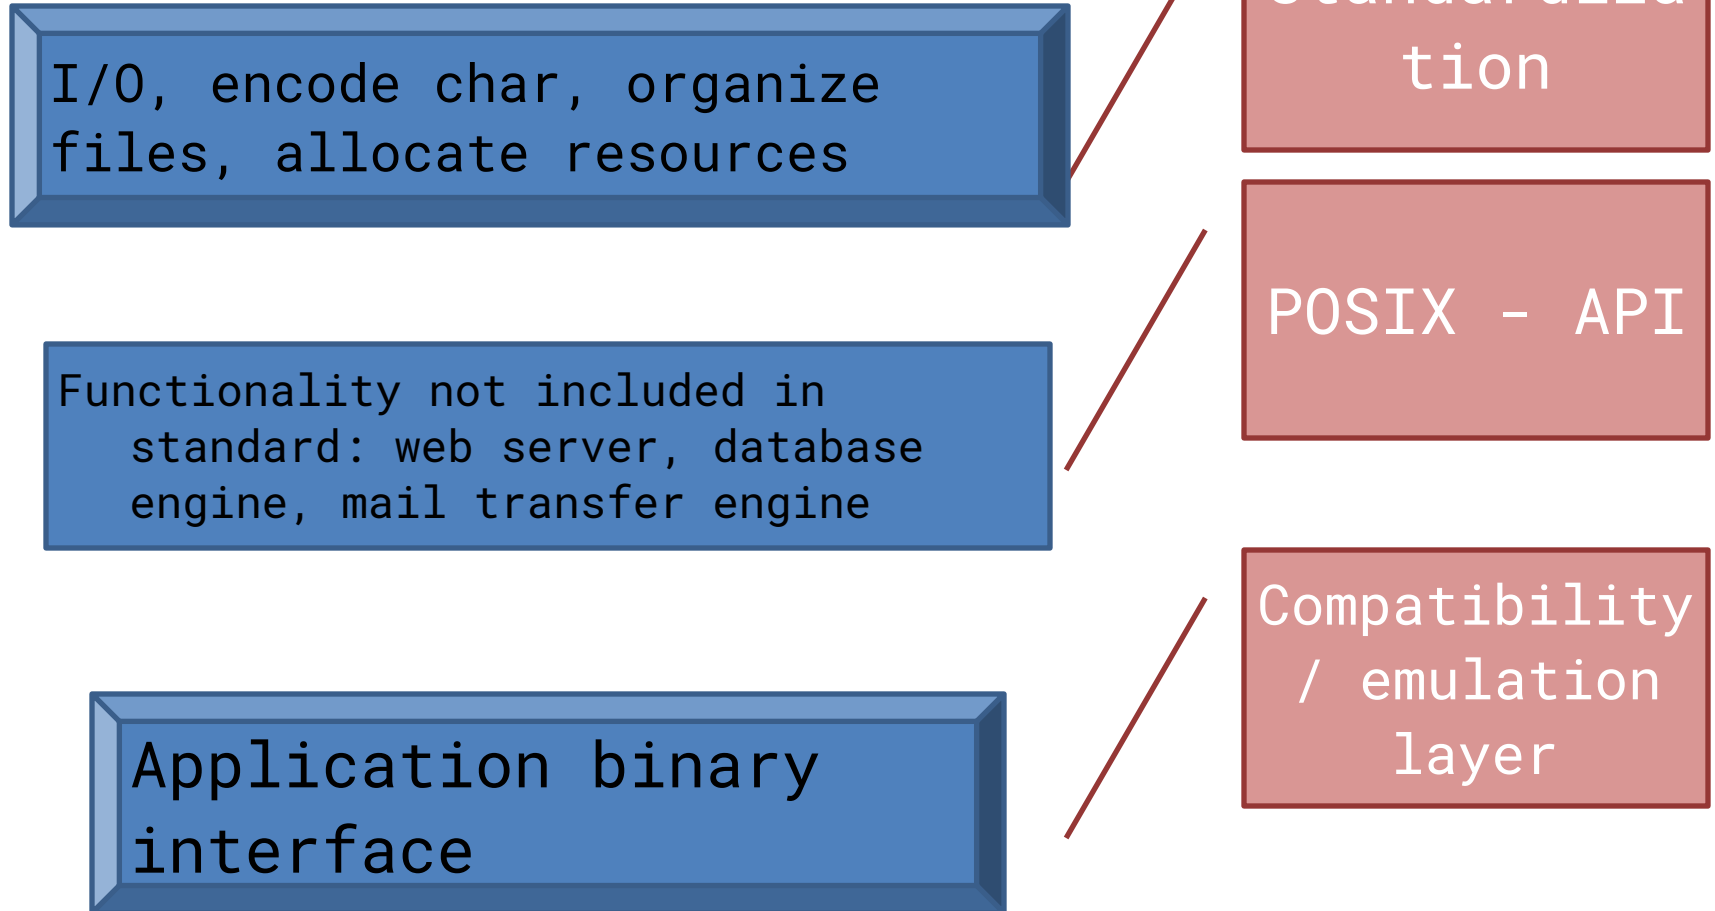 I/O, encode char, organize
files, allocate resources
tion
POSIX - API
Functionality not included in
standard: web server, database
engine, mail transfer engine
Compatibility
/ emulation
layer
Application binary
interface